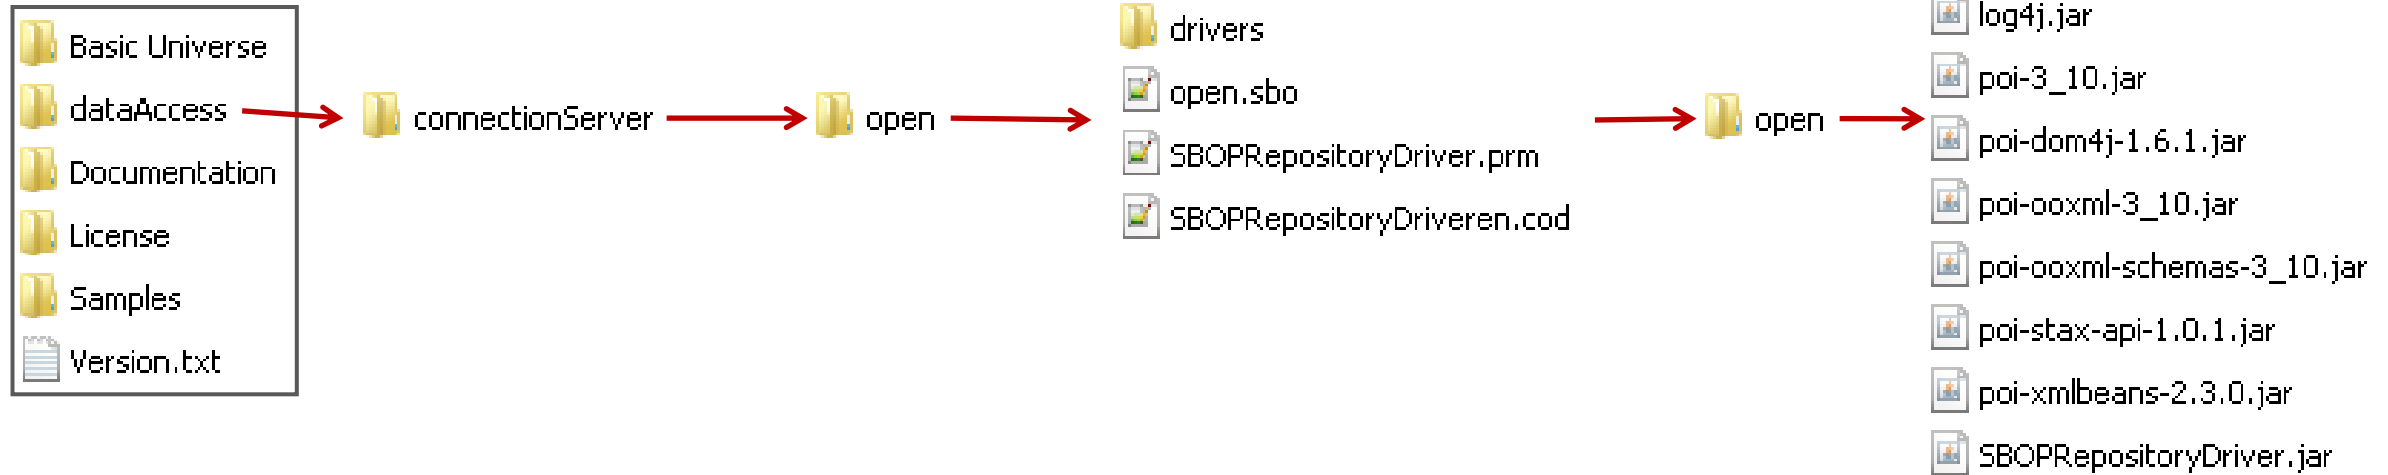 Basic Universe
dataAccess
Documentation
License
Samples
Version.txt
connectionServer
open
drivers
open.sbo
SBOPRepositoryDriver.prm
SBOPRepositoryDriveren.cod
open
log4j.jar
poi-3_10.jar
poi-dom4j-1.6.1.jar
poi-ooxml-3_10.jar
poi-ooxml-schemas-3_10.jar
poi-stax-api-1.0.1.jar
poi-xmlbeans-2.3.0.jar
SBOPRepositoryDriver.jar